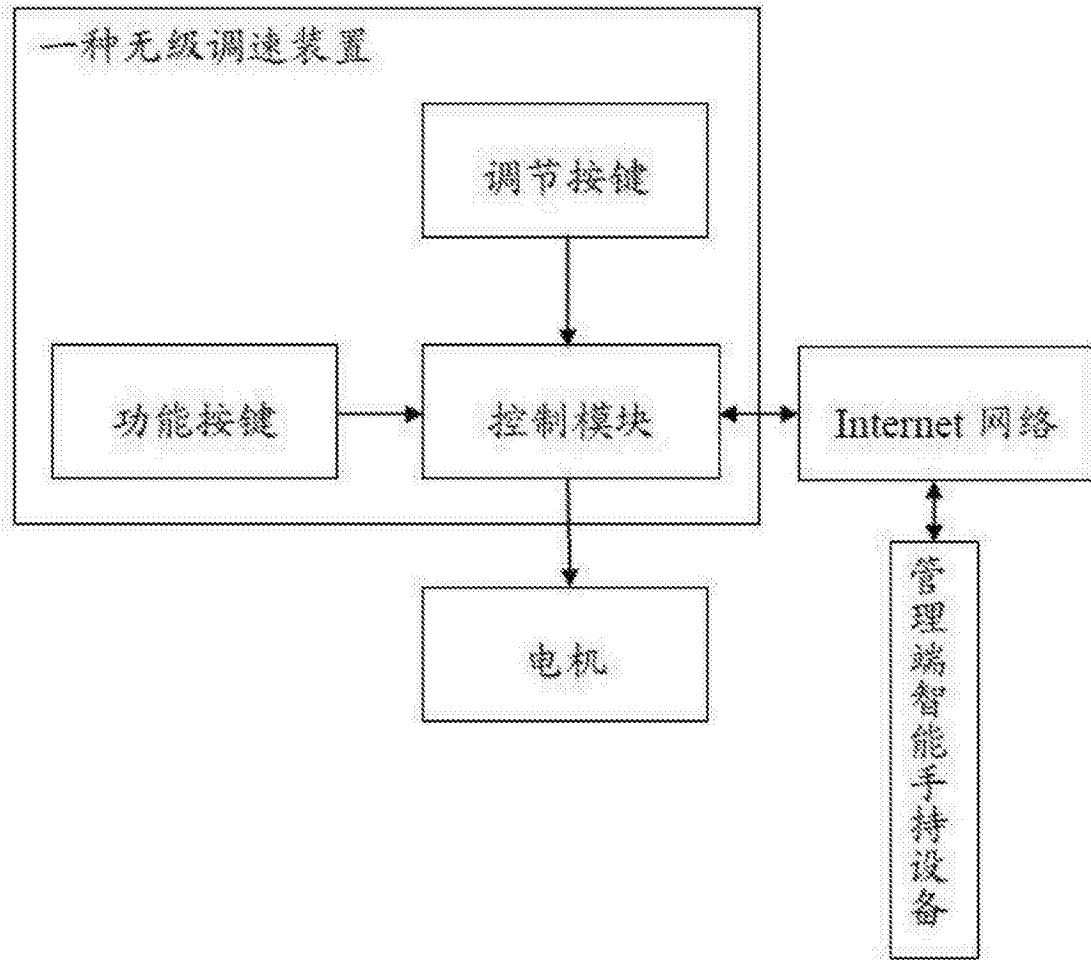 一种无级调速装置
调节按键
功能按键
控制模块
Internet 网络
电机
管理端智能手持设备